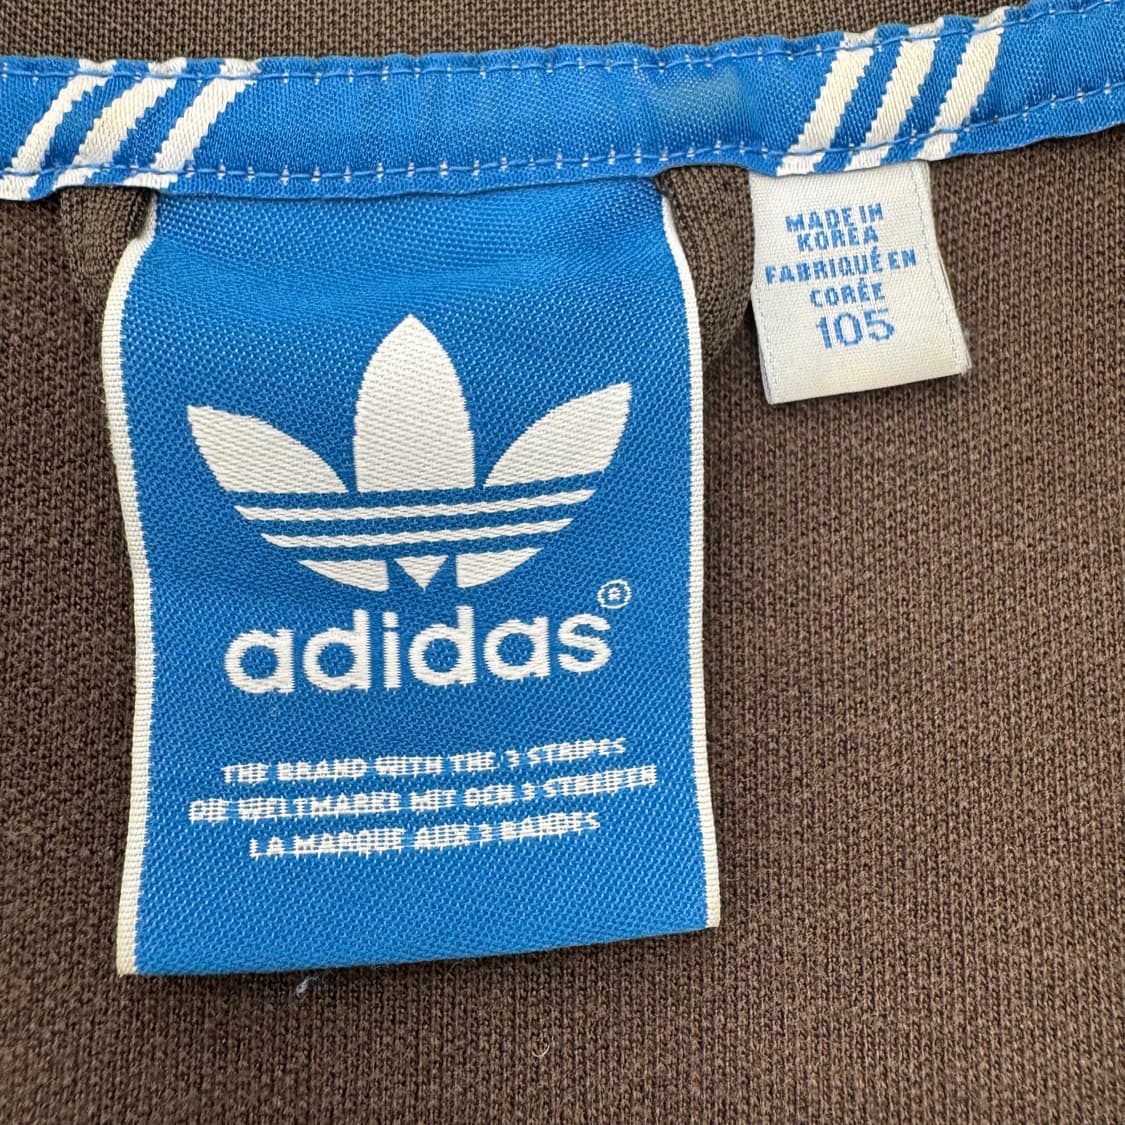 adidas®
THE BRAND WITH THE 3 STRIPES
DIE WELTMARKE MIT DEN 3 STREIFEN
LA MARQUE AUX 3 BANDES
MADE IN
KOREA
FABRIQUÉ EN
CORÉE
105